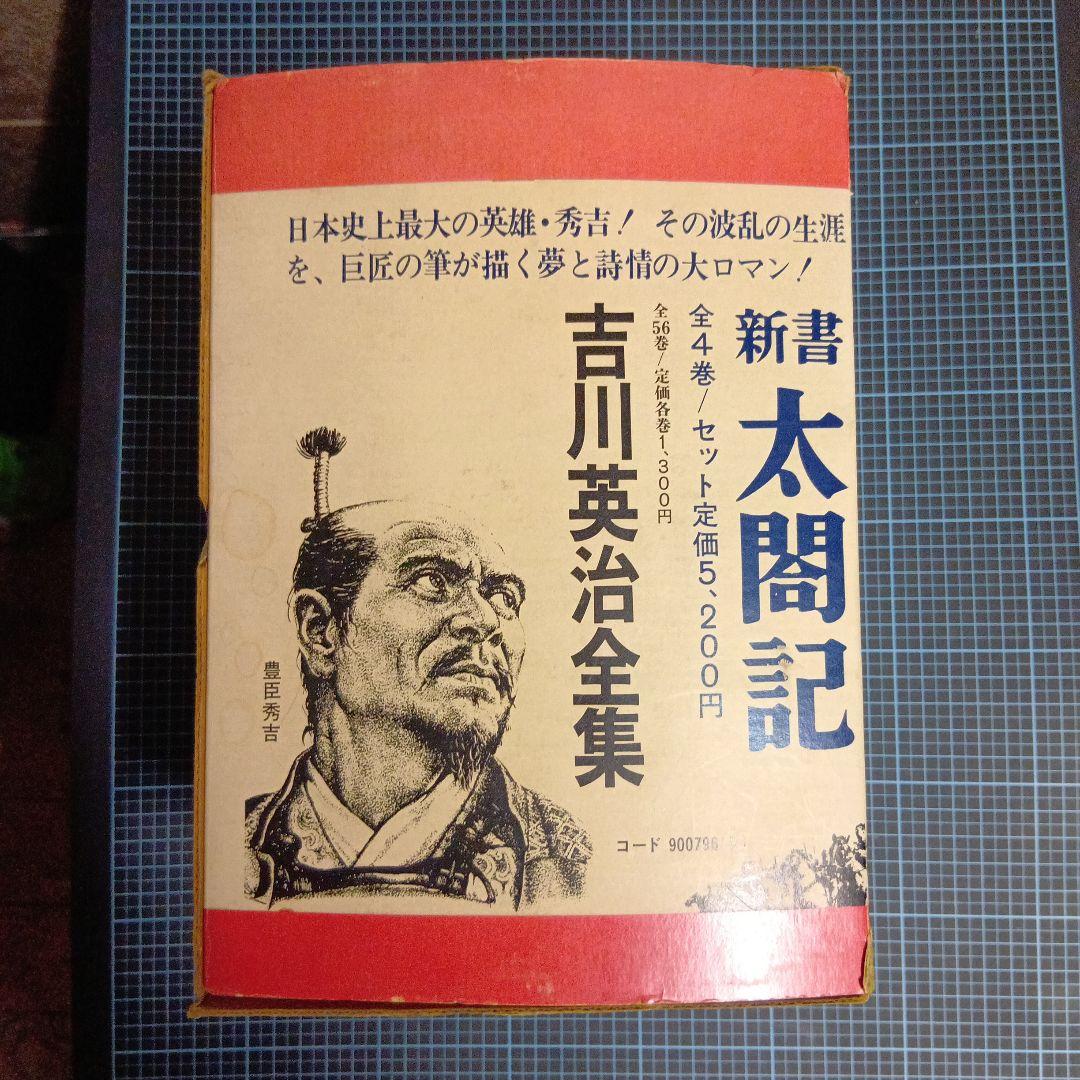 日本史上最大の英雄・秀吉！ その波乱の生涯
を、巨匠の筆が描く夢と詩情の大ロマン！
新書
太閤記
全4巻/セット定価5、200円
全56巻/定価各巻1、300円
吉川英治全集
豊臣秀吉
コード 900796